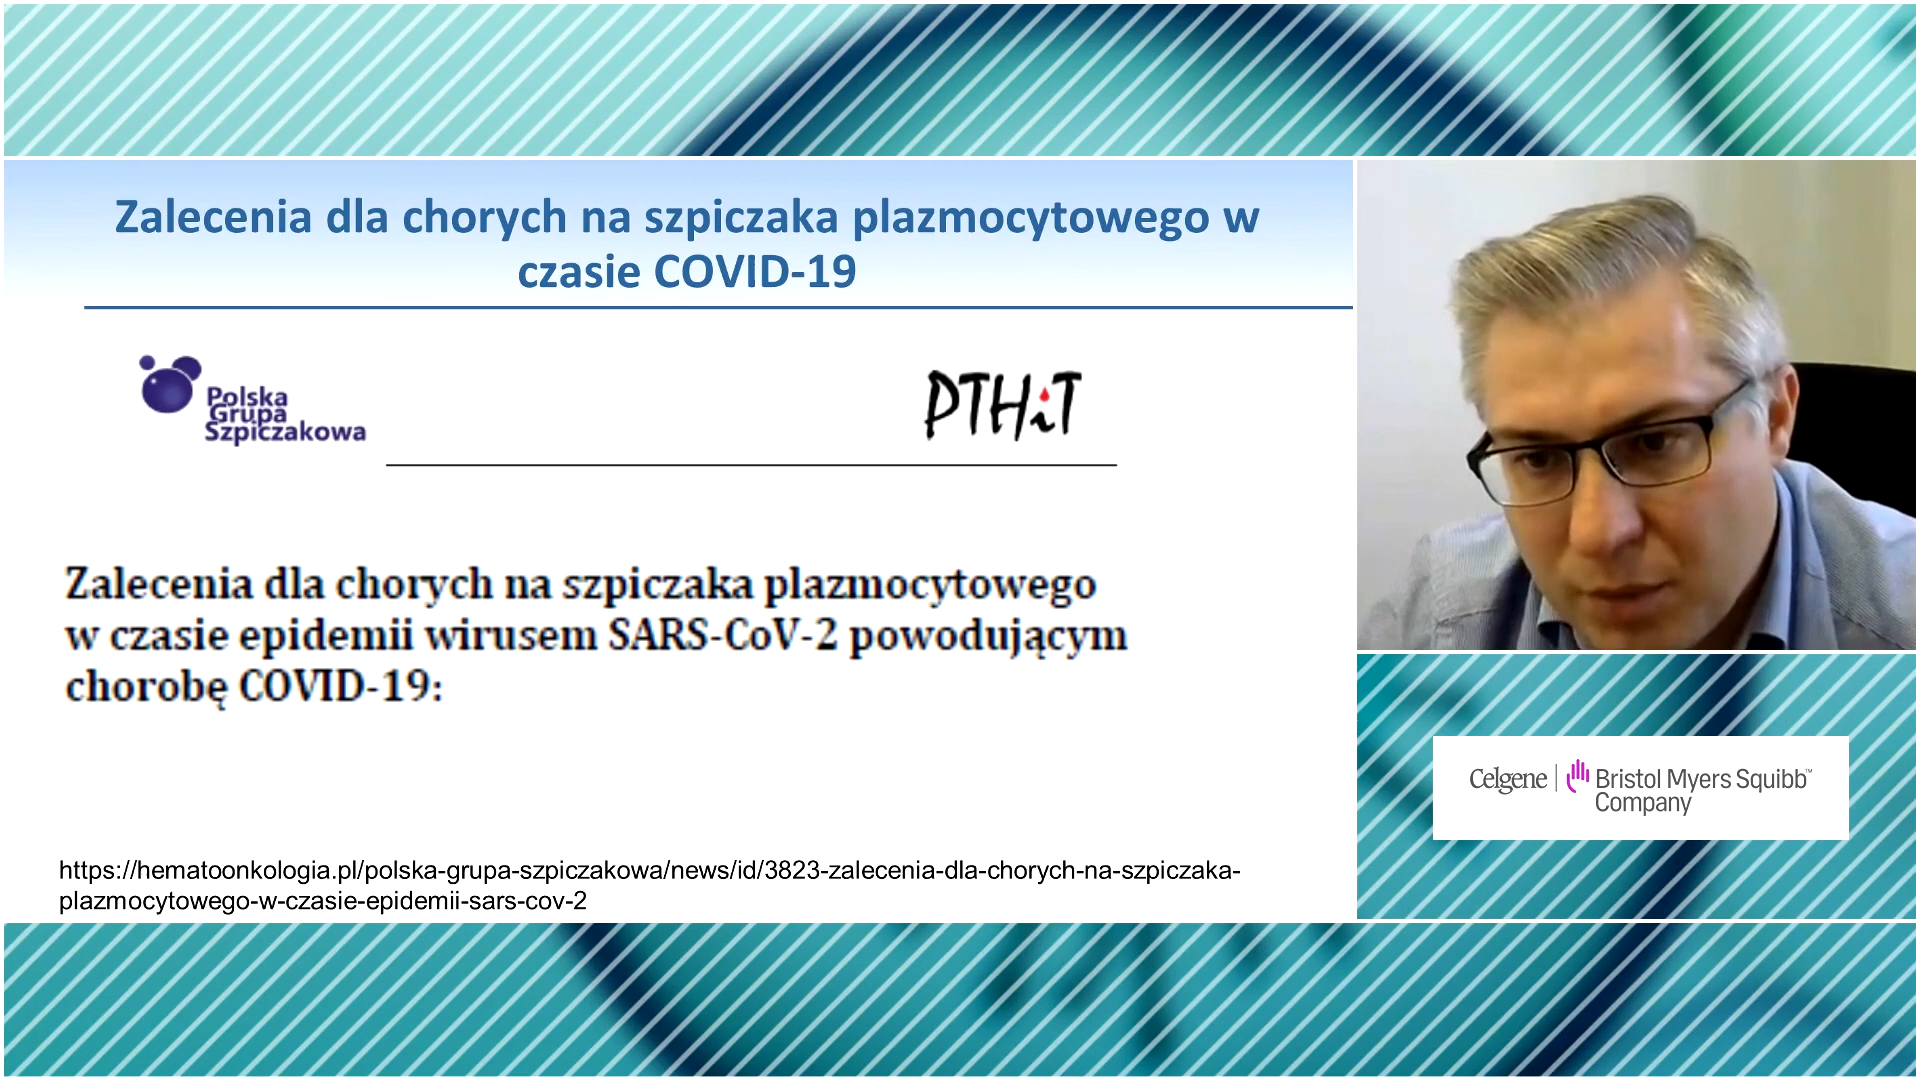 Zalecenia dla chorych na szpiczaka plazmocytowego w
czasie COVID-19
Polska
Grupa
Szpiczakowa
PTHiT
Zalecenia dla chorych na szpiczaka plazmocytowego
w czasie epidemii wirusem SARS-CoV-2 powodującym
chorobę COVID-19:
https://hematoonkologia.pl/polska-grupa-szpiczakowa/news/id/3823-zalecenia-dla-chorych-na-szpiczaka-
plazmocytowego-w-czasie-epidemii-sars-cov-2
Celgene | Bristol Myers Squibb™
Company